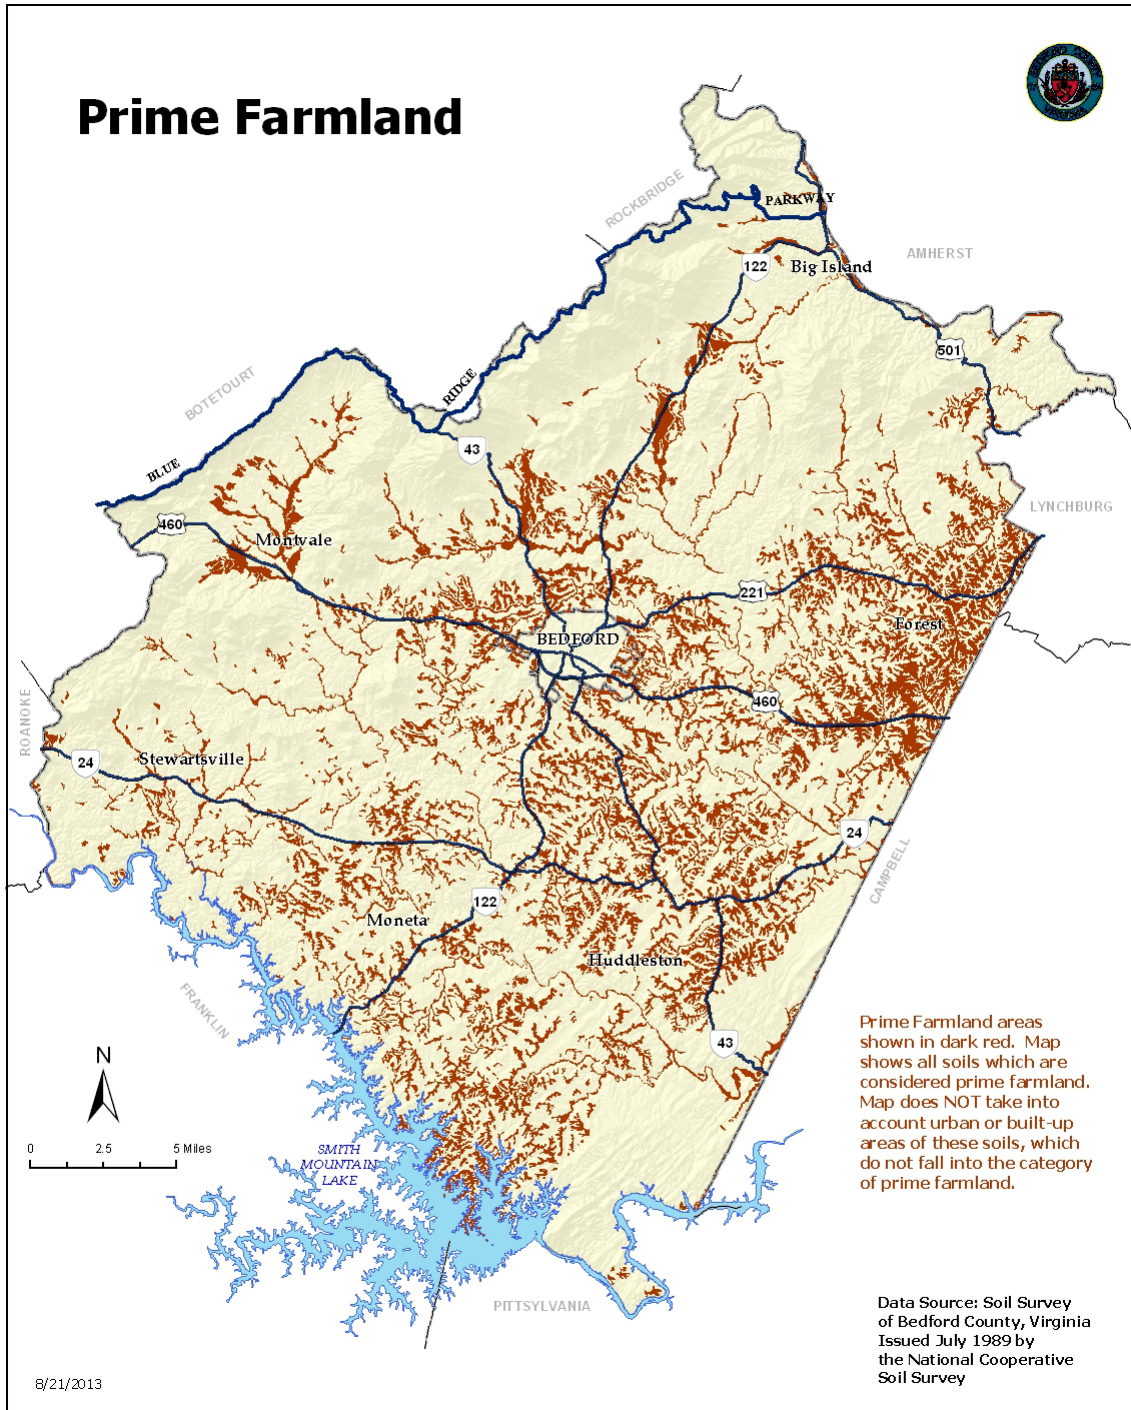 Prime Farmland
BEDFORD COUNTY
VIRGINIA
ROCKBRIDGE
PARKWAY
AMHERST
122
Big Island
501
BOTETOURT
RIDGE
BLUE
43
460
Montvale
LYNCHBURG
221
Forest
BEDFORD
ROANOKE
460
24
Stewartsville
24
CAMPBELL
122
Moneta
Huddleston
FRANKLIN
43
N
0 2.5 5 Miles
SMITH
MOUNTAIN
LAKE
PITTSYLVANIA
Prime Farmland areas
shown in dark red. Map
shows all soils which are
considered prime farmland.
Map does NOT take into
account urban or built-up
areas of these soils, which
do not fall into the category
of prime farmland.
Data Source: Soil Survey
of Bedford County, Virginia
Issued July 1989 by
the National Cooperative
Soil Survey
8/21/2013